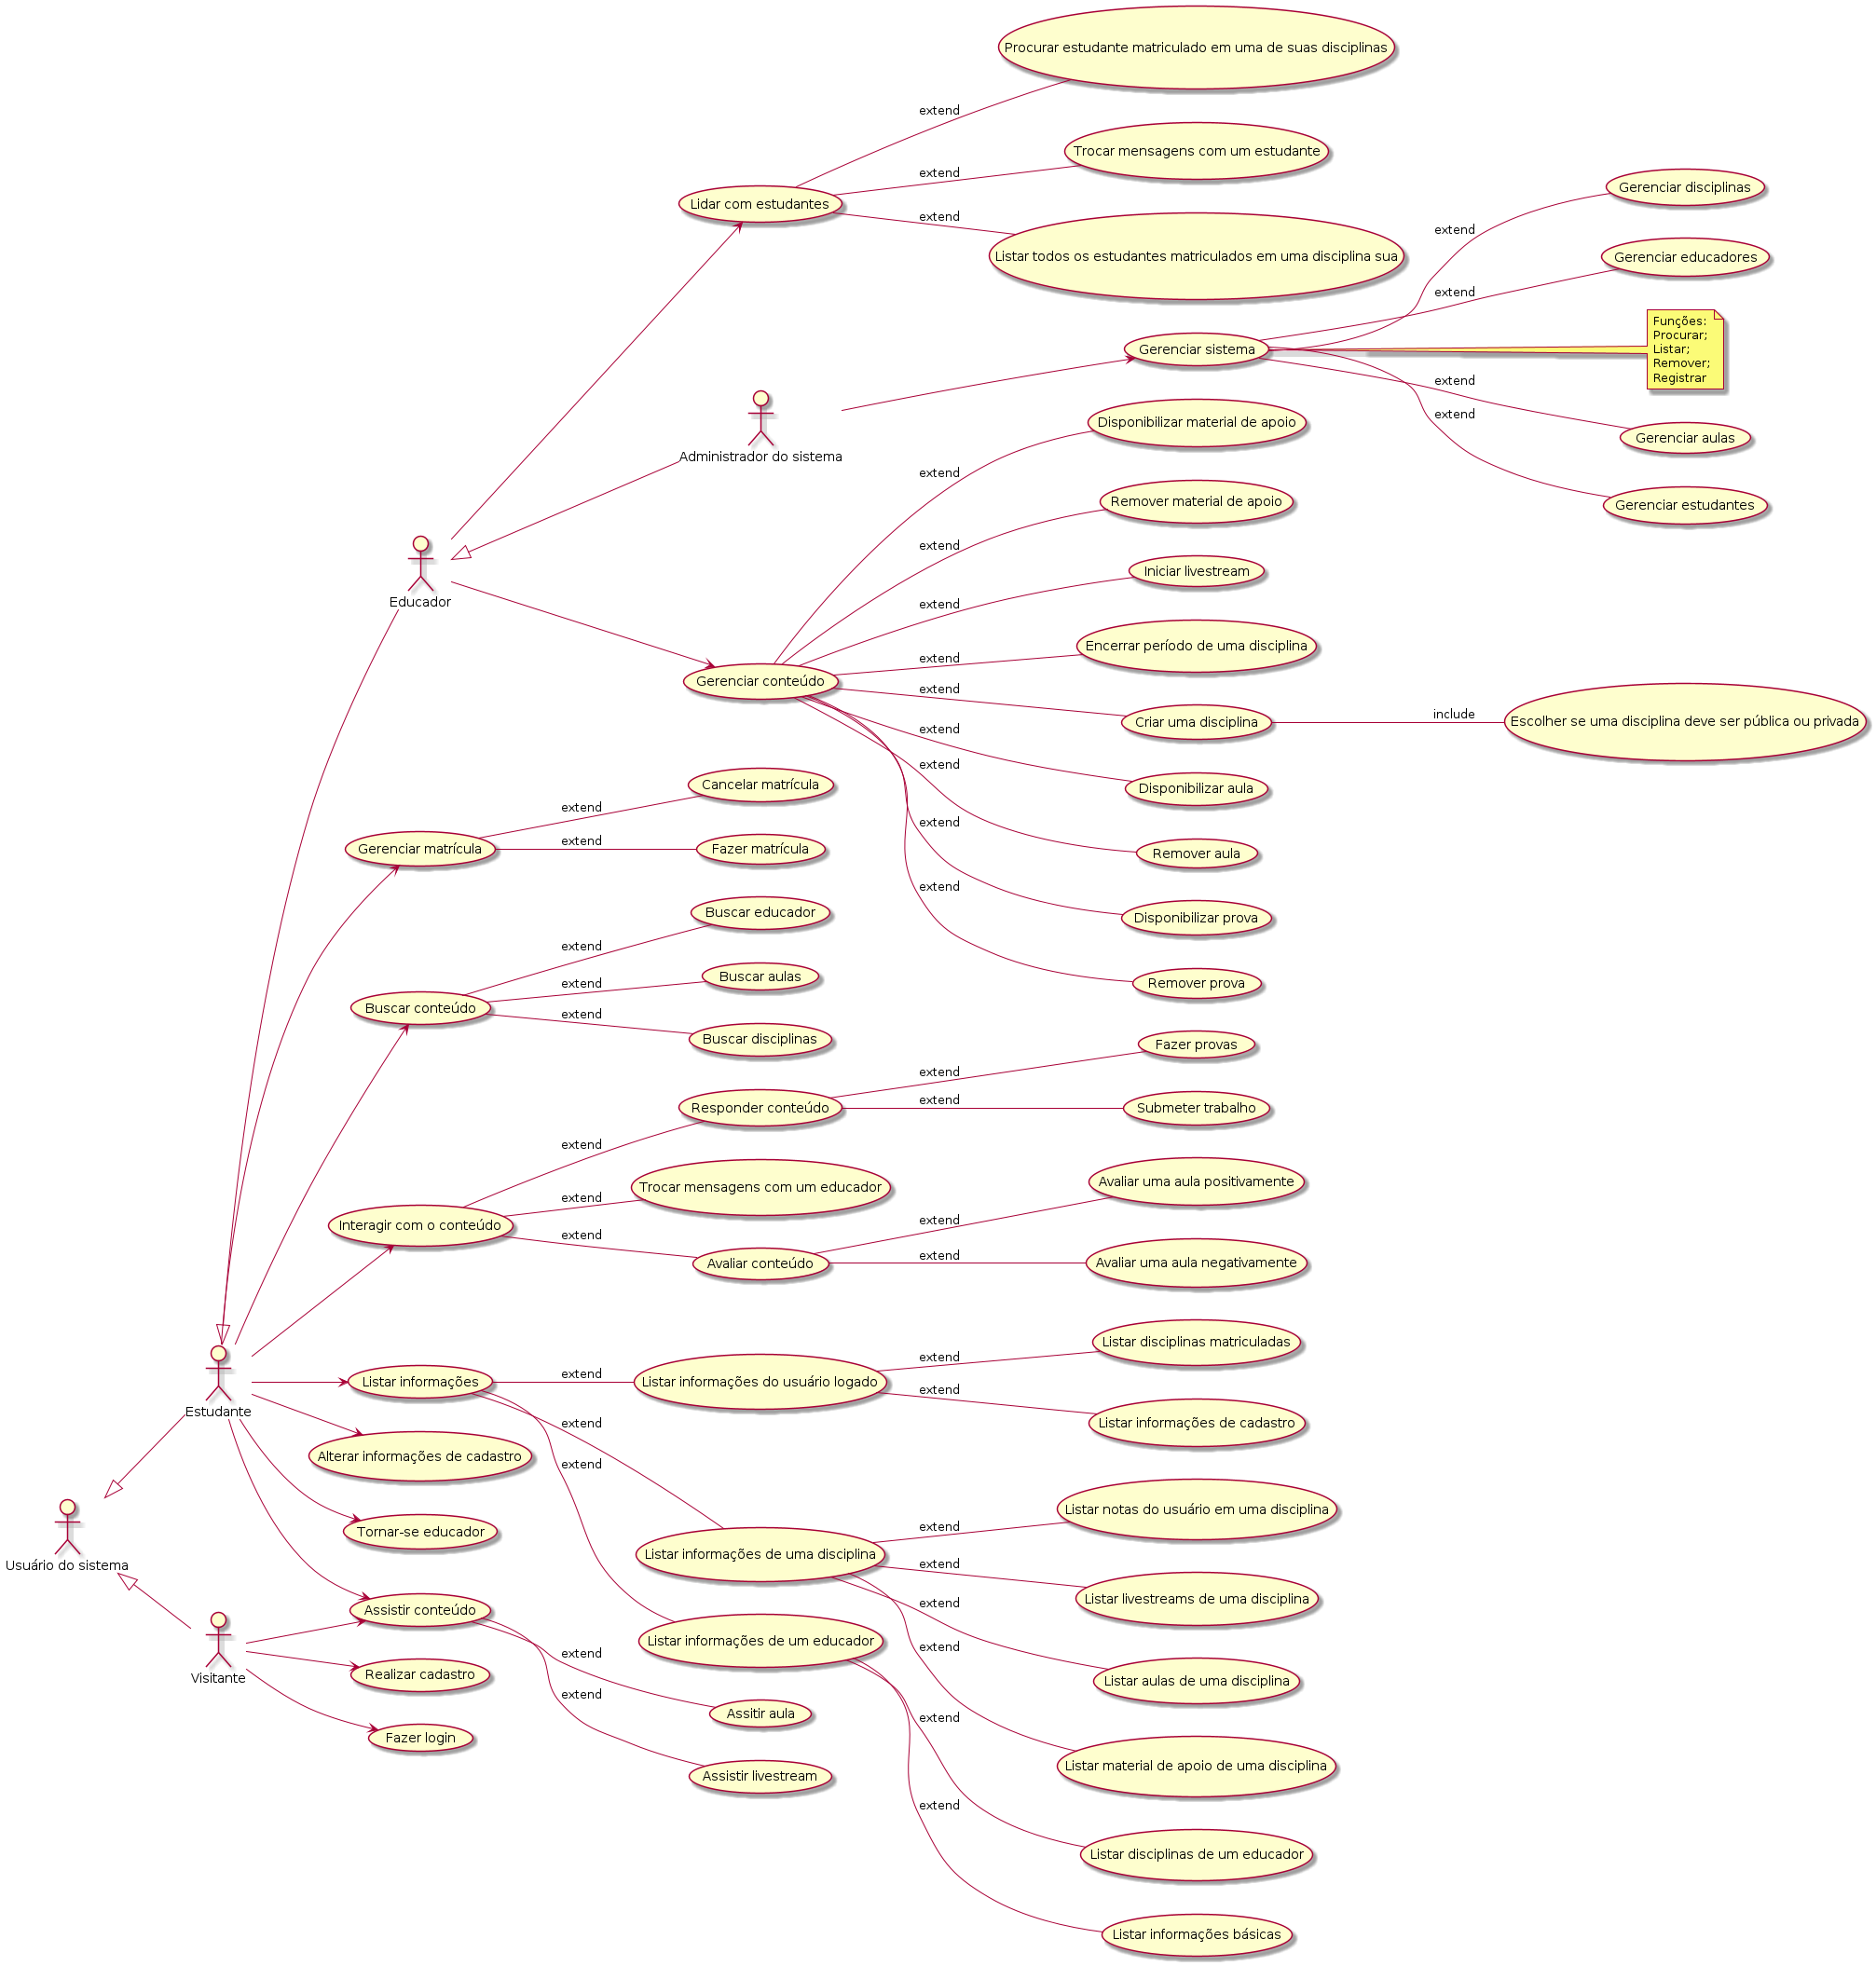 Procurar estudante matriculado em uma de suas disciplinas
extend
Trocar mensagens com um estudante
extend
Gerenciar disciplinas
Lidar com estudantes
extend
extend
Listar todos os estudantes matriculados em uma disciplina sua
Gerenciar educadores
extend
Funções:
Procurar;
Listar;
Remover;
Registrar
Gerenciar sistema
extend
extend
Gerenciar aulas
Administrador do sistema
Disponibilizar material de apoio
extend
Remover material de apoio
Gerenciar estudantes
extend
Iniciar livestream
Educador
extend
Encerrar período de uma disciplina
extend
Gerenciar conteúdo
extend
Criar uma disciplina
include
Escolher se uma disciplina deve ser pública ou privada
extend
extend
Disponibilizar aula
Cancelar matrícula
extend
Gerenciar matrícula
extend
Fazer matrícula
extend
Remover aula
extend
Buscar educador
Disponibilizar prova
extend
Buscar aulas
extend
Remover prova
Buscar conteúdo
extend
Buscar disciplinas
Fazer provas
extend
Responder conteúdo
extend
Submeter trabalho
extend
Trocar mensagens com um educador
extend
Avaliar uma aula positivamente
Interagir com o conteúdo
extend
extend
Avaliar conteúdo
extend
Avaliar uma aula negativamente
Listar disciplinas matriculadas
extend
Listar informações
extend
Listar informações do usuário logado
extend
Estudante
extend
Listar informações de cadastro
Alterar informações de cadastro
extend
Listar notas do usuário em uma disciplina
extend
Tornar-se educador
Usuário do sistema
Listar informações de uma disciplina
extend
Listar livestreams de uma disciplina
Assistir conteúdo
extend
Listar informações de um educador
extend
extend
Visitante
Realizar cadastro
Listar aulas de uma disciplina
extend
Assitir aula
extend
Fazer login
Listar material de apoio de uma disciplina
Assistir livestream
extend
Listar disciplinas de um educador
Listar informações básicas